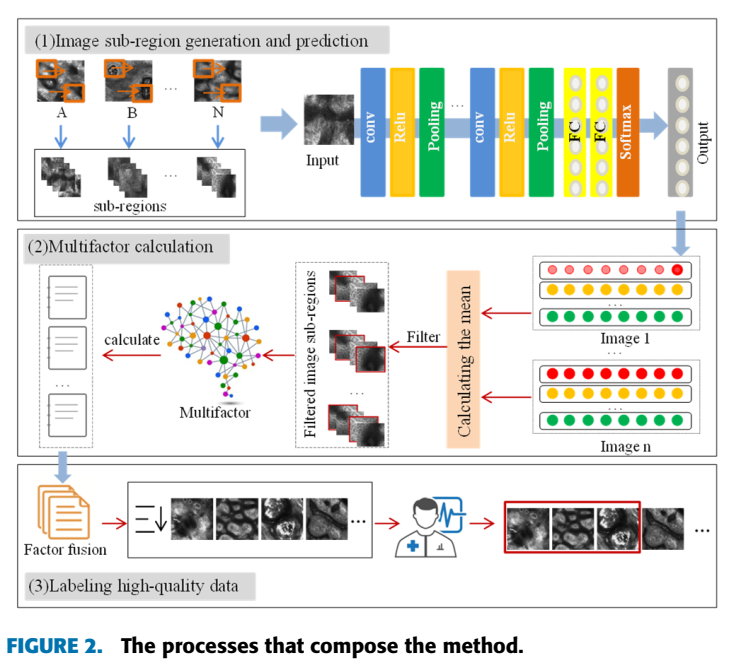 (1)Image sub-region generation and prediction
A
B
...
N
...
sub-regions
Input
conv
Relu
Pooling
...
conv
Relu
Pooling
FC
FC
Softmax
Output
(2)Multifactor calculation
...
calculate
Multifactor
Filtered image sub-regions
...
Filter
Calculating the mean
...
Image 1
...
...
Image n
Factor fusion
...
...
(3)Labeling high-quality data
FIGURE 2. The processes that compose the method.